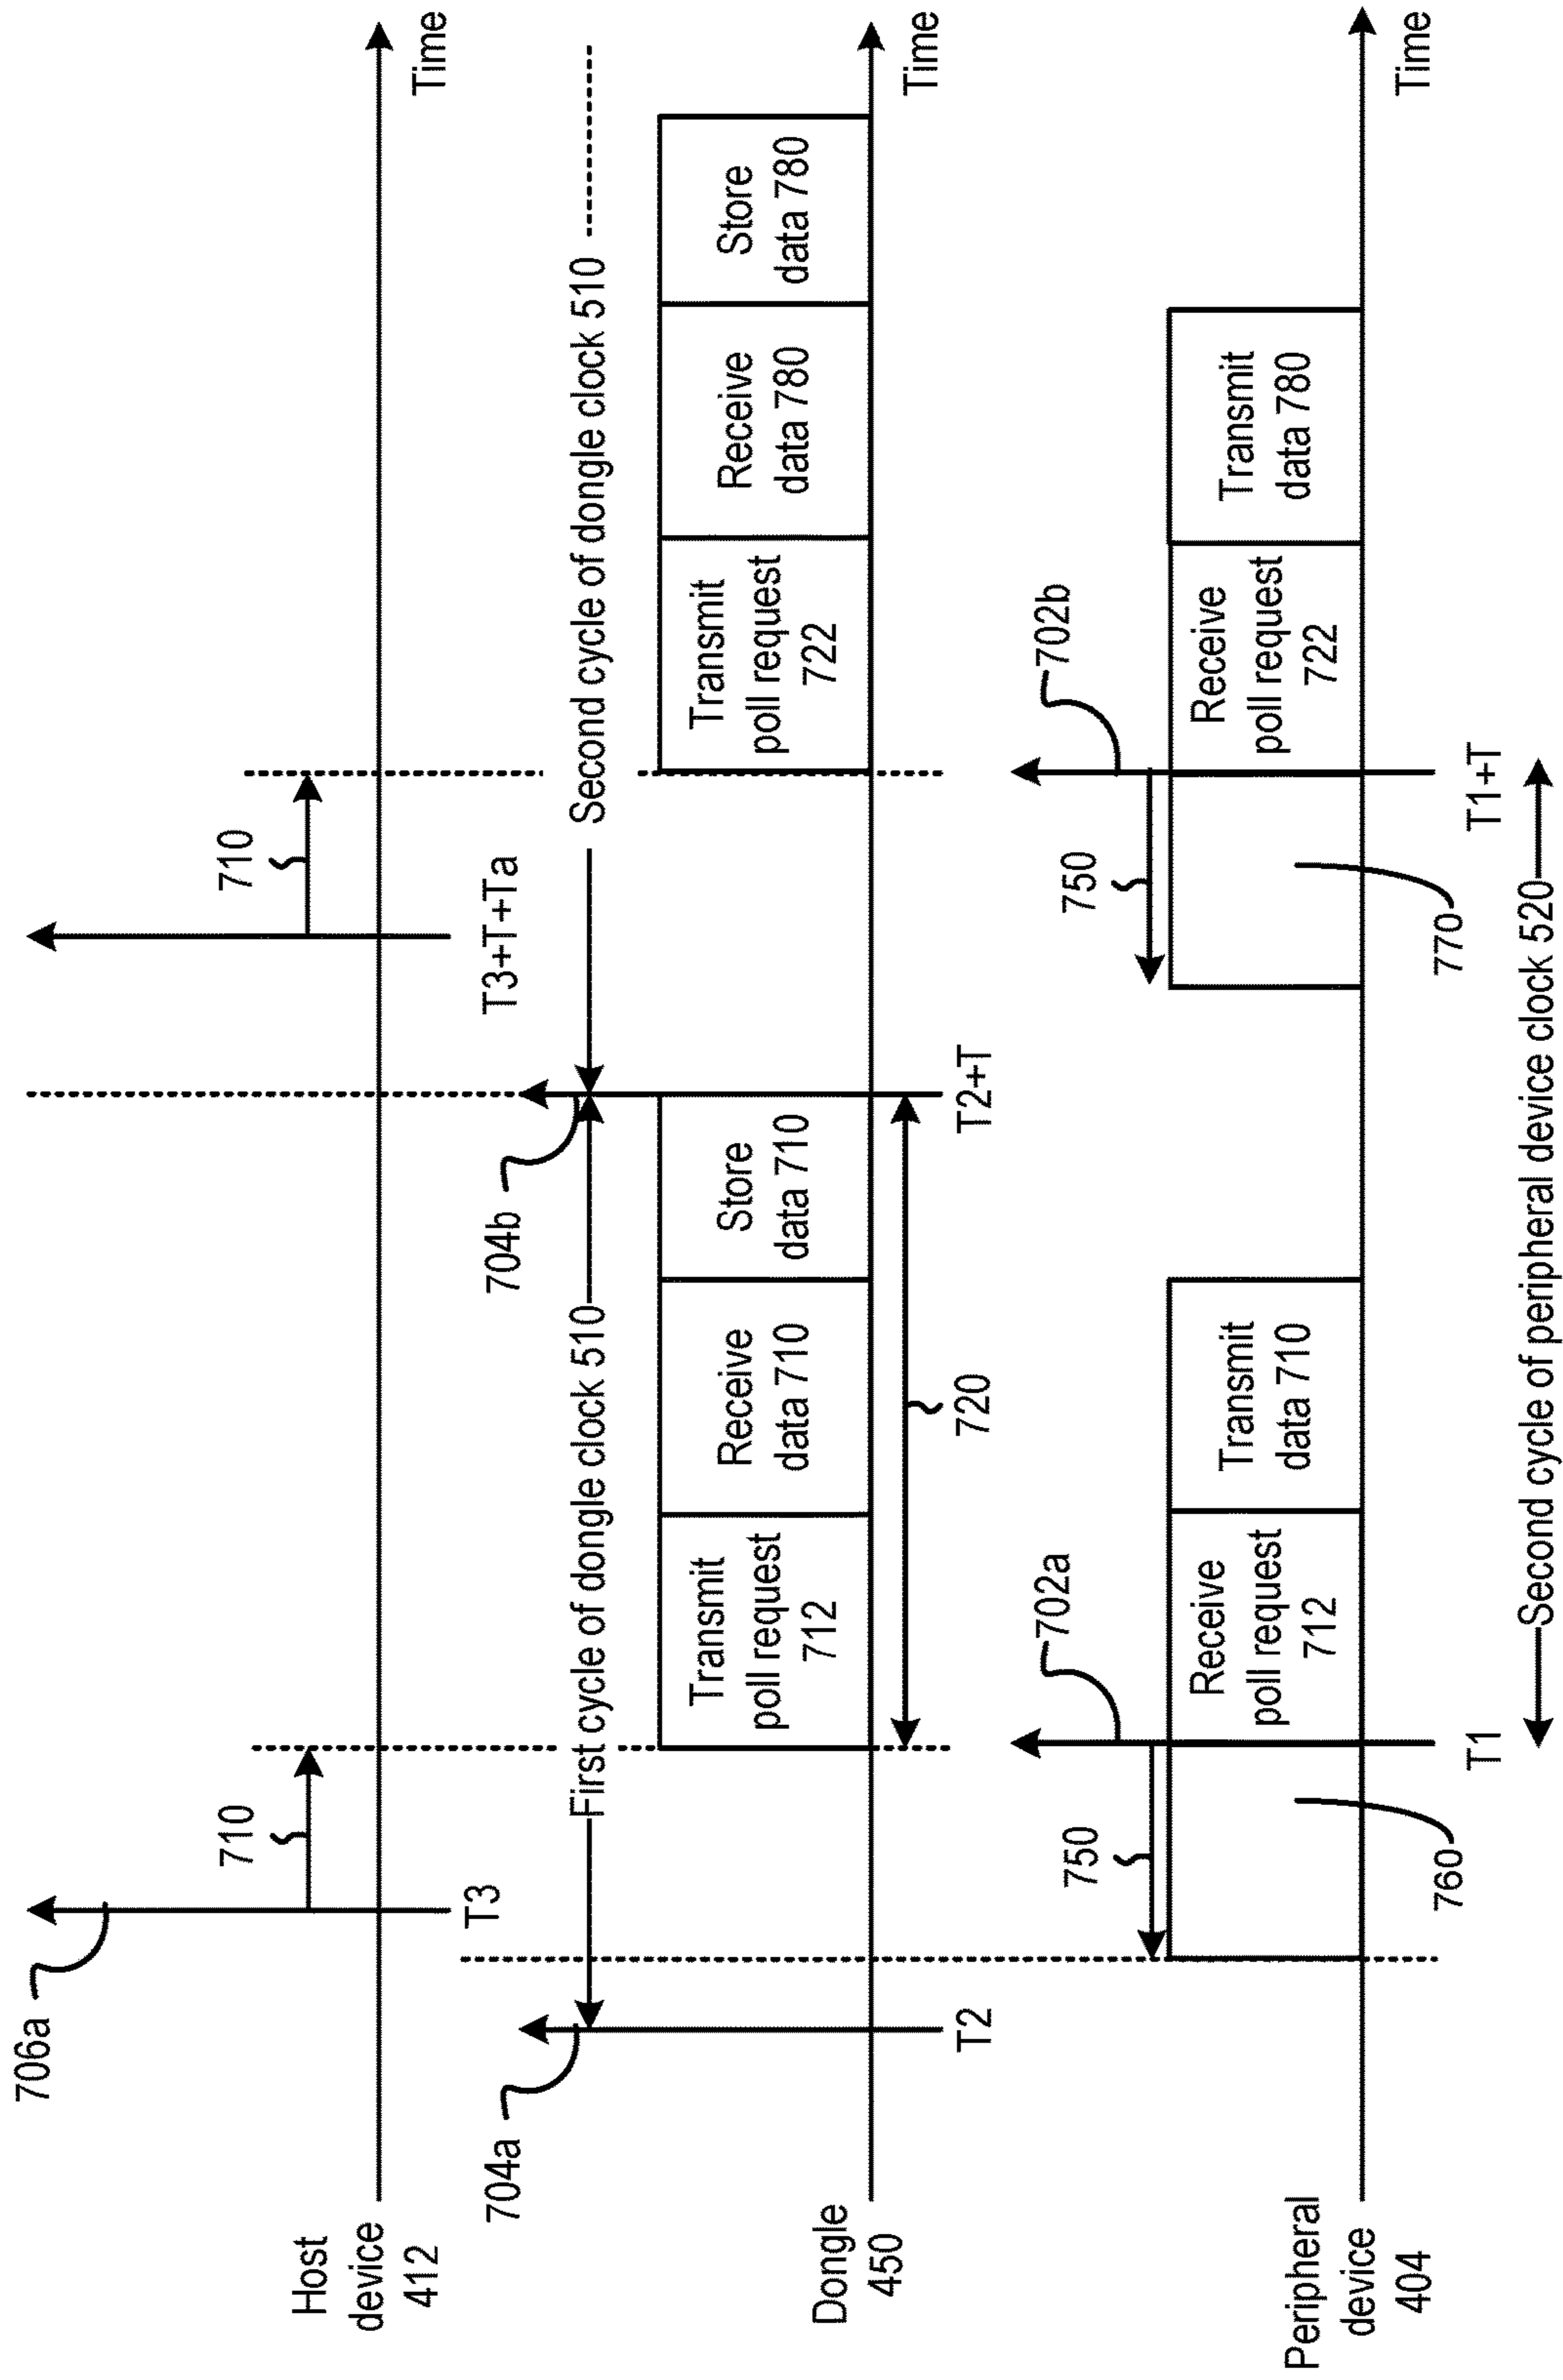 706a
710
710
Host
device
412
T3
T3+T+Ta
Time
704a
First cycle of dongle clock 510
704b
Second cycle of dongle clock 510
Transmit
poll request
712
Receive
data 710
Store
data 710
Transmit
poll request
722
Receive
data 780
Store
data 780
Dongle
450
T2
720
T2+T
Time
702a
702b
750
750
Receive
poll request
712
Transmit
data 710
Receive
poll request
722
Transmit
data 780
Peripheral
device
404
760
T1
770
T1+T
Time
Second cycle of peripheral device clock 520